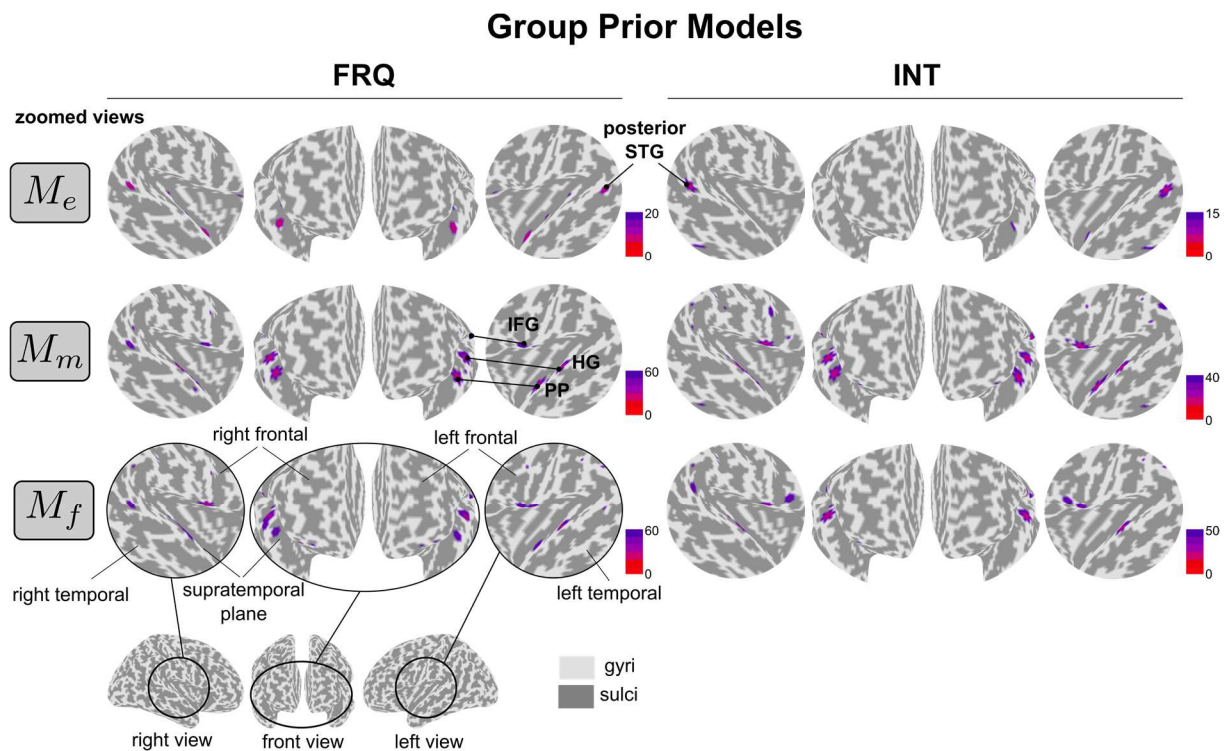 Group Prior Models
FRQ
INT
zoomed views
posterior
STG
M_e
20
0
15
0
M_m
IFG
HG
PP
60
0
40
0
right frontal
left frontal
M_f
60
0
50
0
right temporal
supratemporal
plane
left temporal
gyri
sulci
right view
front view
left view